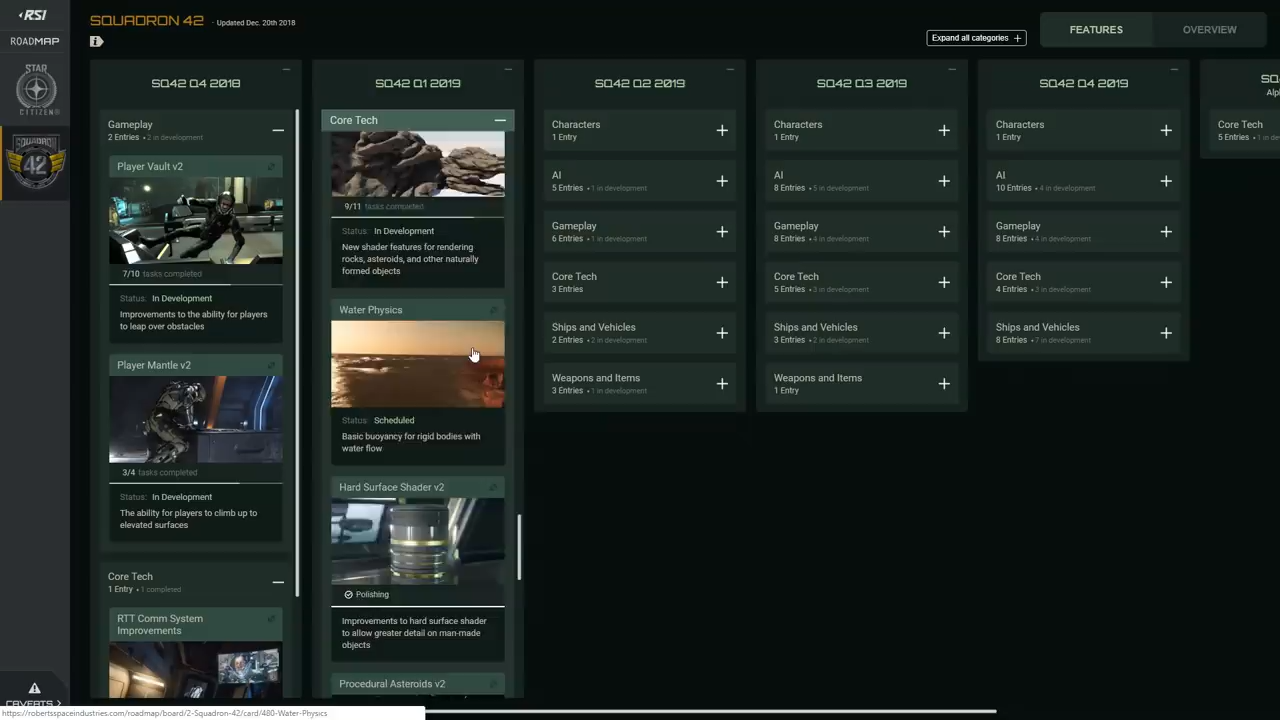 RSI
ROADMAP
STAR
CITIZEN
SQUADRON
42
SQUADRON 42 - Updated Dec. 20th 2018
Expand all categories +
FEATURES
OVERVIEW
SQ42 Q4 2018
Gameplay
2 Entries • 2 in development
Player Vault v2
7/10 tasks completed
Status: In Development
Improvements to the ability for players
to leap over obstacles
Player Mantle v2
3/4 tasks completed
Status: In Development
The ability for players to climb up to
elevated surfaces
Core Tech
1 Entry • 1 completed
RTT Comm System
Improvements
SQ42 Q1 2019
Core Tech
9/11 tasks completed
Status: In Development
New shader features for rendering
rocks, asteroids, and other naturally
formed objects
Water Physics
Status: Scheduled
Basic buoyancy for rigid bodies with
water flow
Hard Surface Shader v2
Polishing
Improvements to hard surface shader
to allow greater detail on man-made
objects
Procedural Asteroids v2
SQ42 Q2 2019
Characters
1 Entry
AI
5 Entries • 1 in development
Gameplay
6 Entries • 1 in development
Core Tech
3 Entries
Ships and Vehicles
2 Entries • 2 in development
Weapons and Items
3 Entries • 1 in development
SQ42 Q3 2019
Characters
1 Entry
AI
8 Entries • 5 in development
Gameplay
8 Entries • 4 in development
Core Tech
5 Entries • 3 in development
Ships and Vehicles
3 Entries • 2 in development
Weapons and Items
1 Entry
SQ42 Q4 2019
Characters
1 Entry
AI
10 Entries • 4 in development
Gameplay
8 Entries • 4 in development
Core Tech
4 Entries • 2 in development
Ships and Vehicles
8 Entries • 7 in development
SQ
Alp
Core Tech
5 Entries • 1 in de
CAVEATS >
https://robertsspaceindustries.com/roadmap/board/2-Squadron-42/card/480-Water-Physics